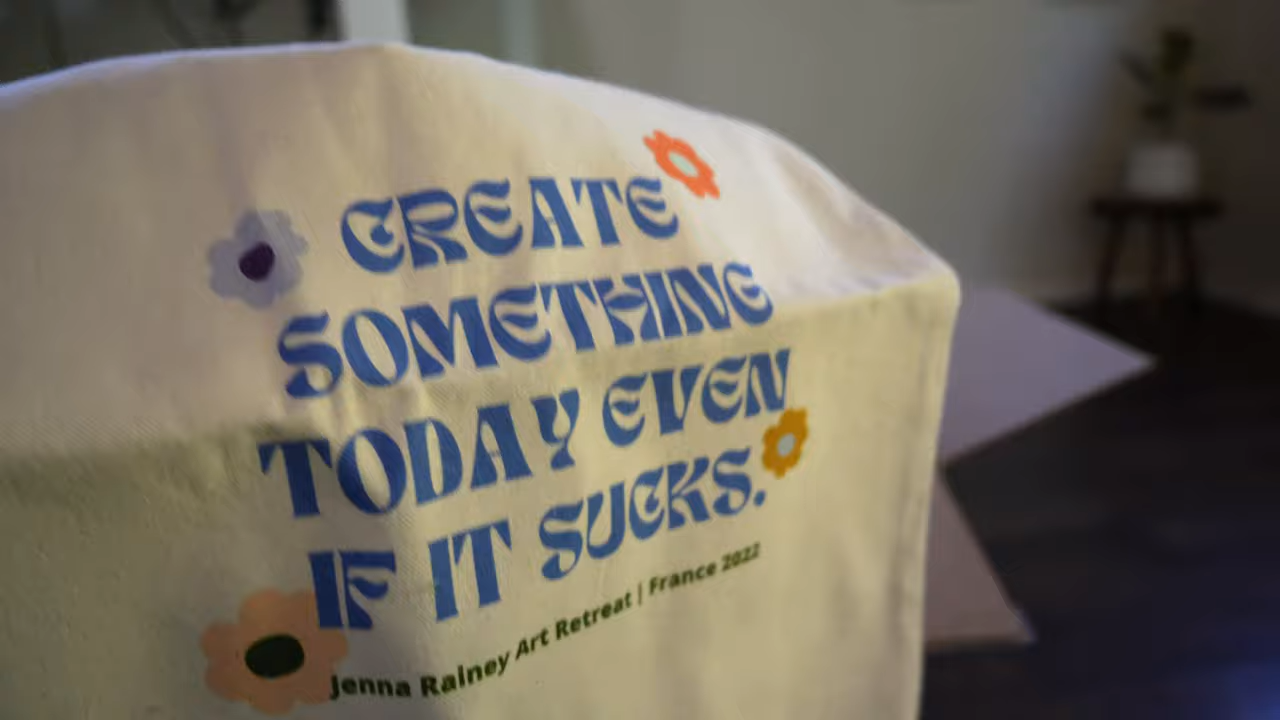 CREATE
SOMETHING
TODAY EVEN
IF IT SUCKS.
Jenna Rainey Art Retreat | France 2022